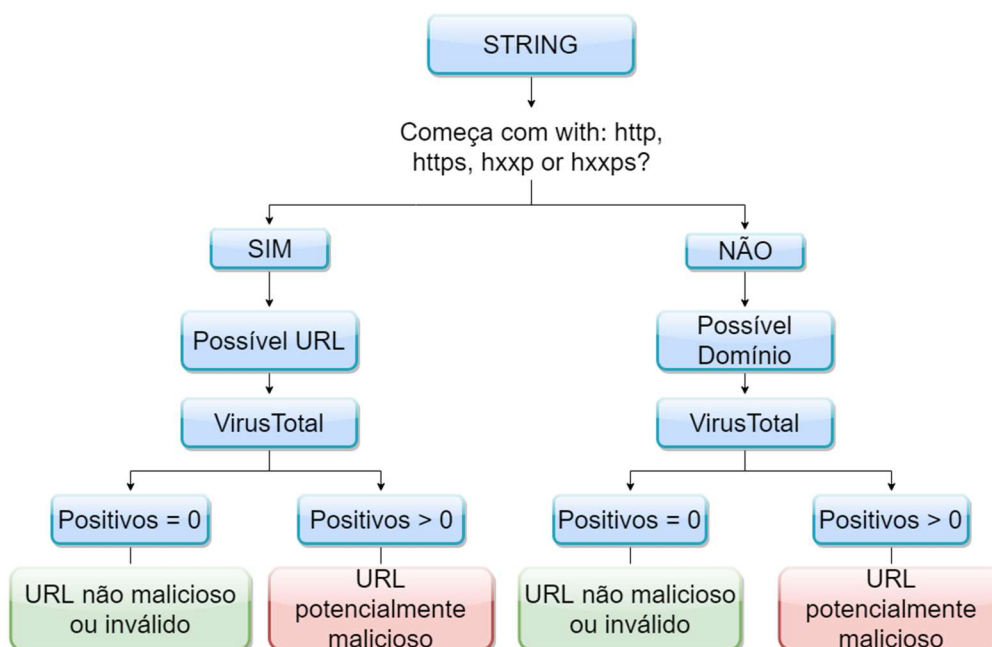 STRING
Começa com with: http,
https, hxxp or hxxps?
SIM
NÃO
Possível URL
Possível
Domínio
VirusTotal
VirusTotal
Positivos = 0
Positivos > 0
Positivos = 0
Positivos > 0
URL não malicioso
ou inválido
URL
potencialmente
malicioso
URL não malicioso
ou inválido
URL
potencialmente
malicioso